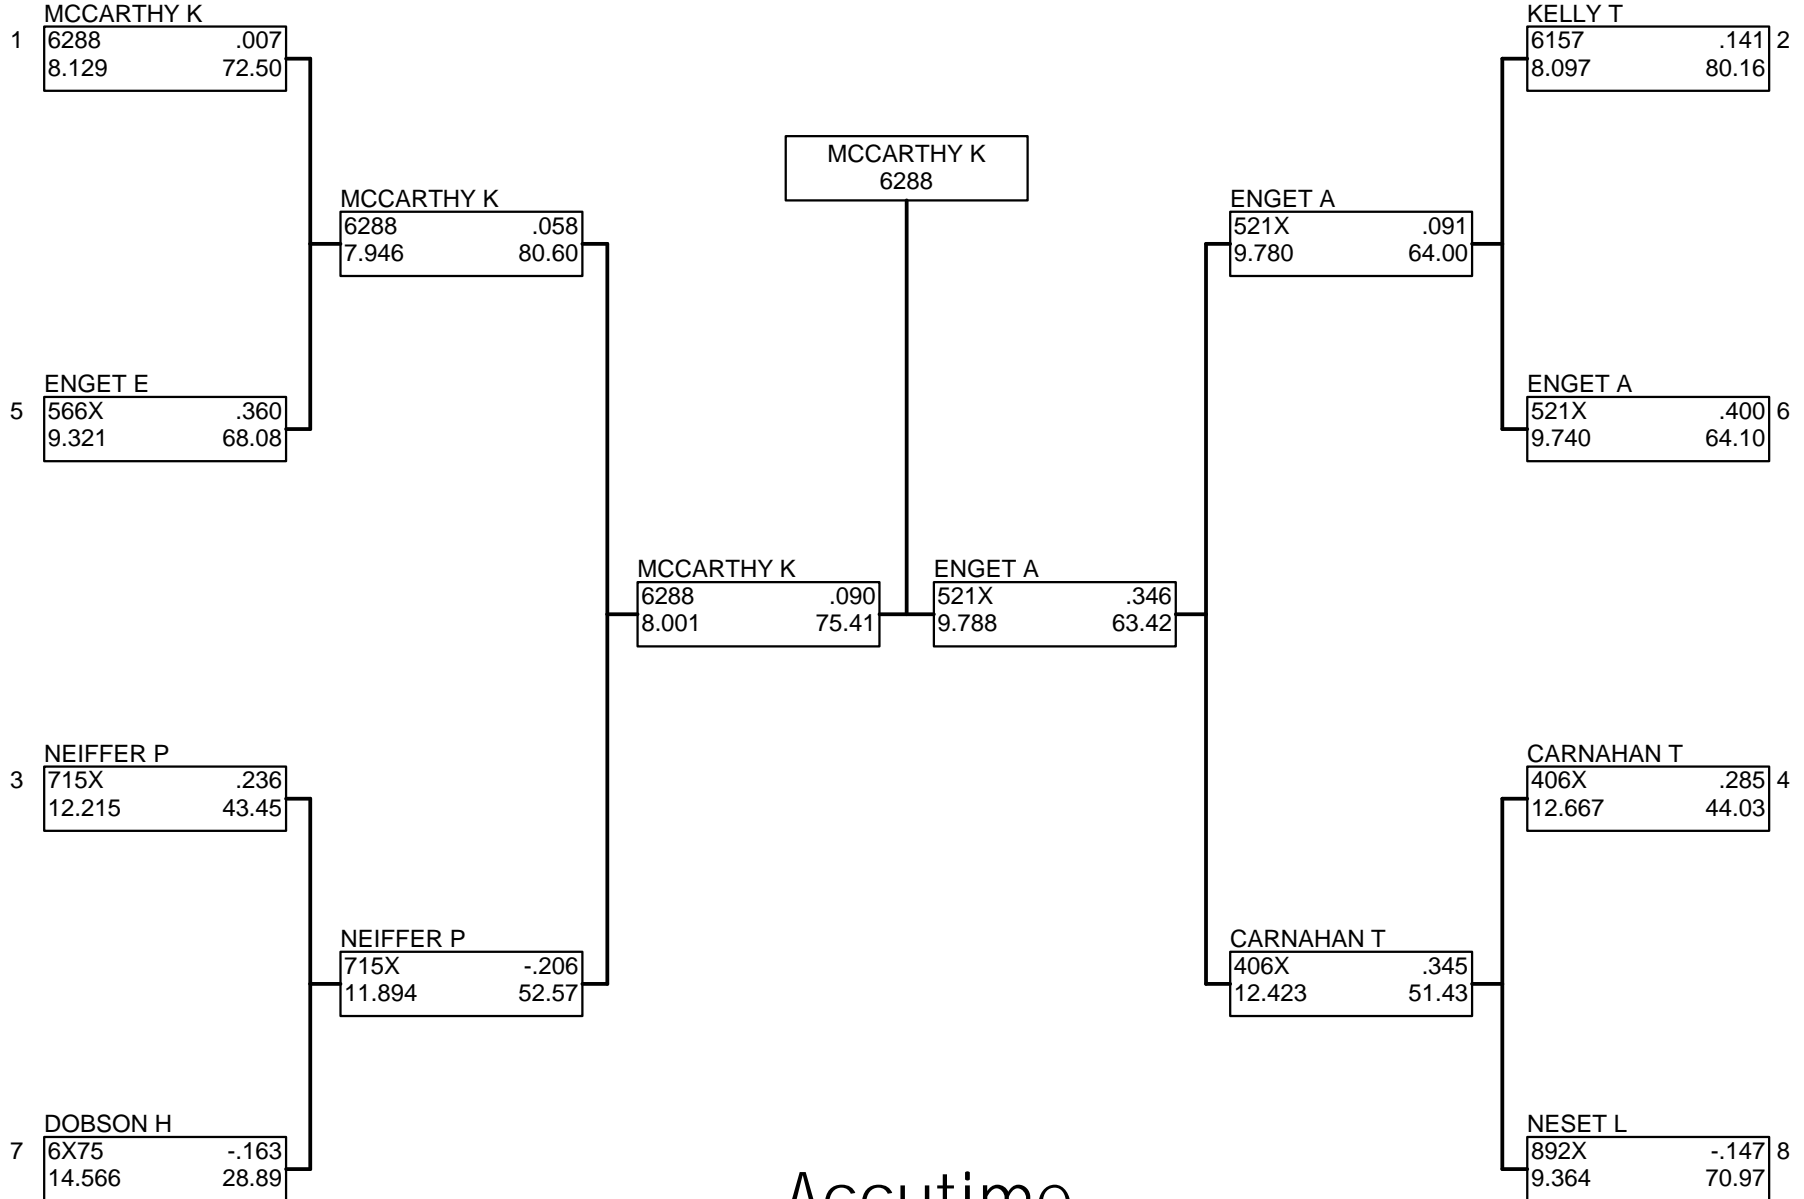 MCCARTHY K
1
6288 .007
8.129 72.50
ENGET E
5
566X .360
9.321 68.08
NEIFFER P
3
715X .236
12.215 43.45
DOBSON H
7
6X75 -.163
14.566 28.89
MCCARTHY K
6288 .058
7.946 80.60
NEIFFER P
715X -.206
11.894 52.57
MCCARTHY K
6288 .090
8.001 75.41
MCCARTHY K
6288
ENGET A
521X .346
9.788 63.42
ENGET A
521X .091
9.780 64.00
CARNAHAN T
406X .345
12.423 51.43
KELLY T
6157 .141 2
8.097 80.16
ENGET A
521X .400 6
9.740 64.10
CARNAHAN T
406X .285 4
12.667 44.03
NESET L
892X -.147 8
9.364 70.97
Accutime